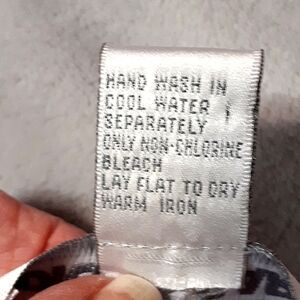 HAND WASH IN
COOL WATER
SEPARATELY
ONLY NON-CHLORINE
BLEACH
LAY FLAT TO DRY
WARM IRON